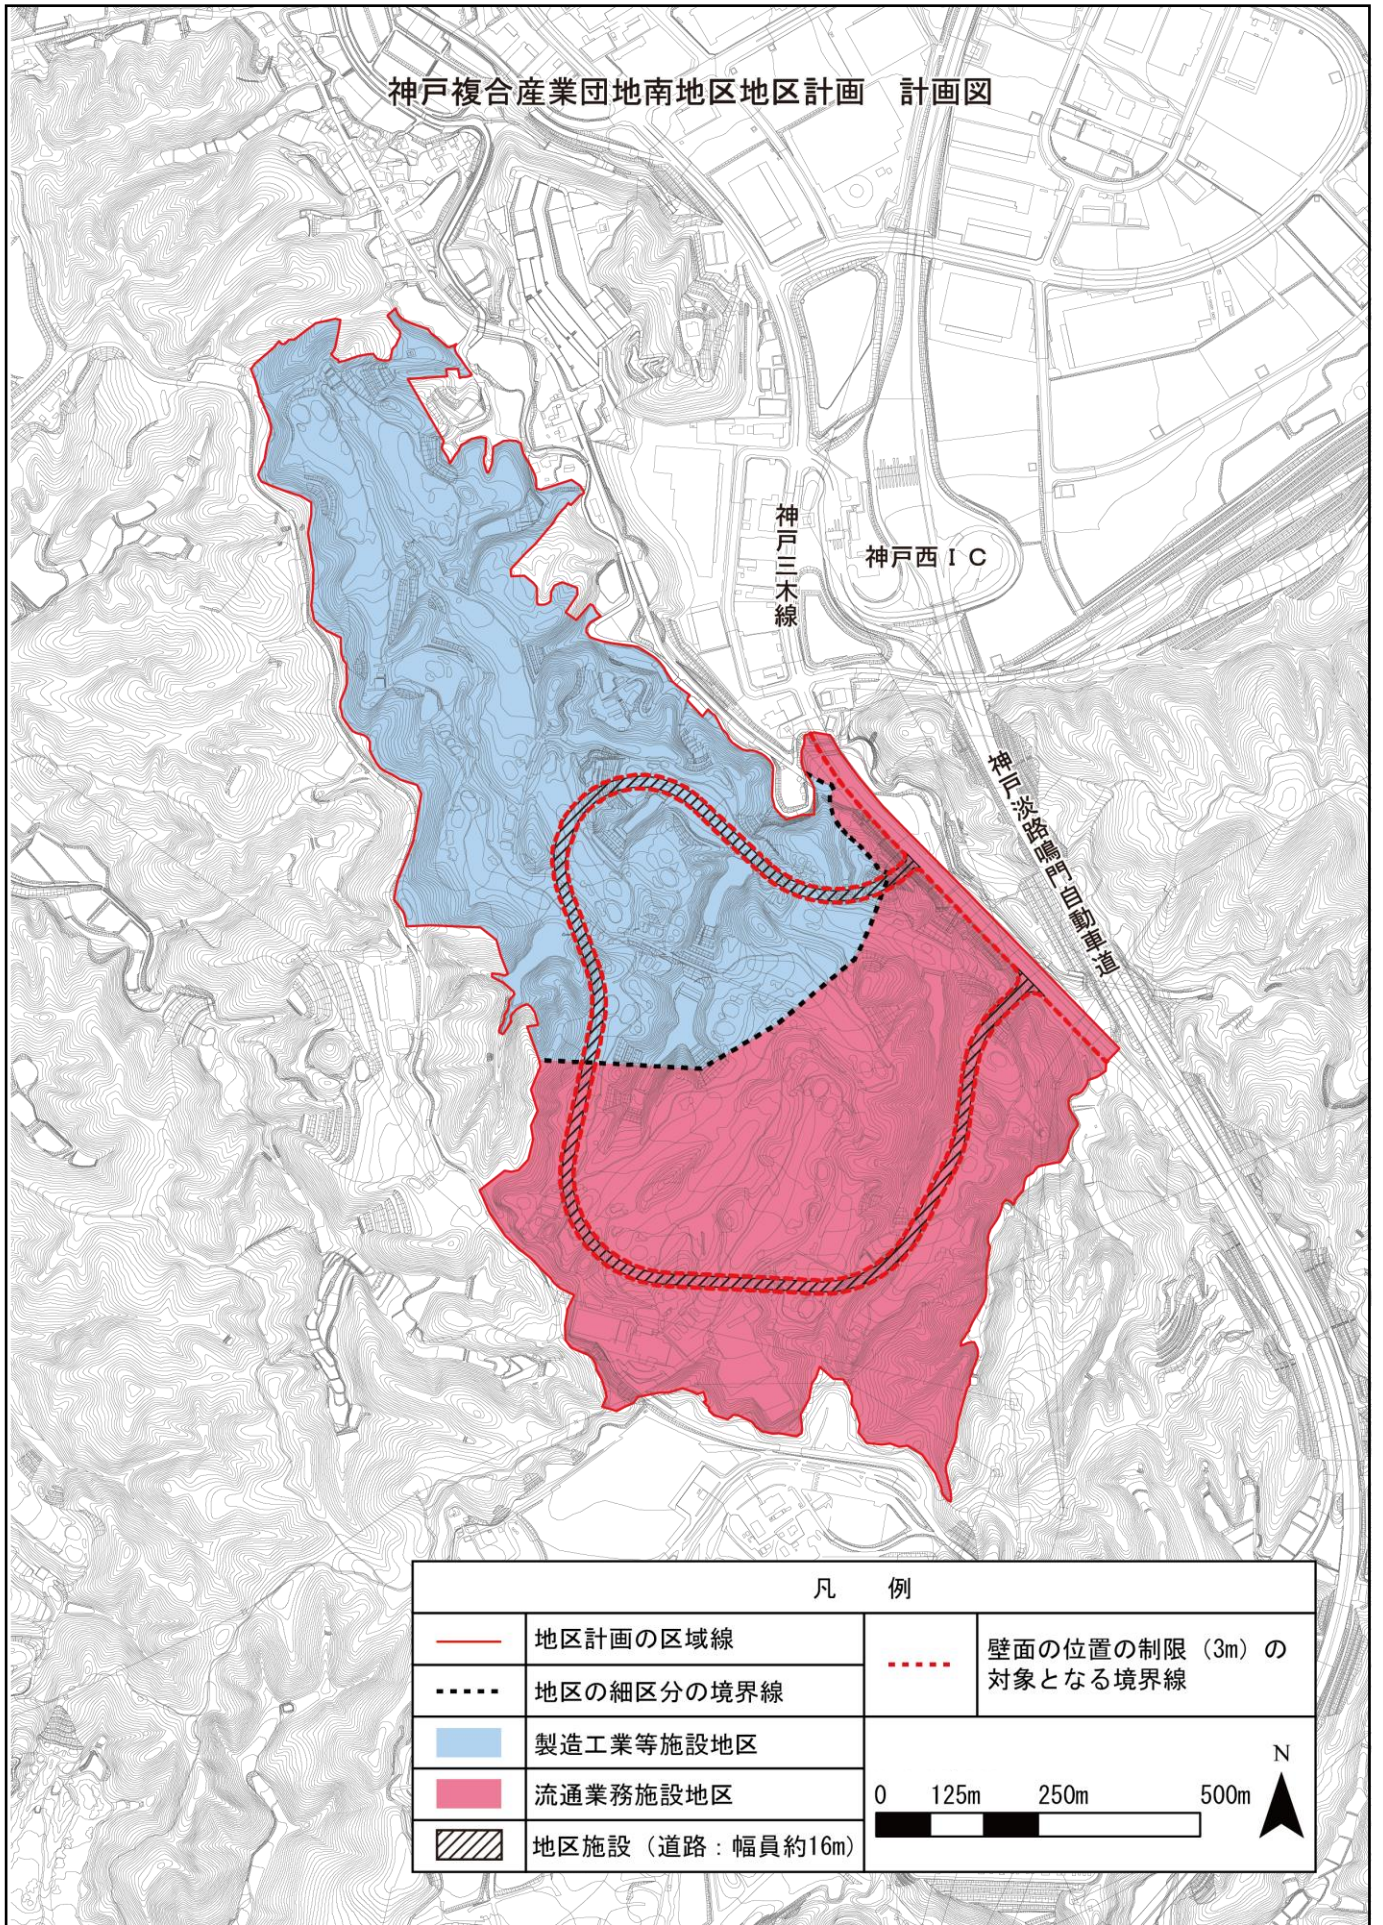 神戸複合産業団地南地区地区計画　計画図
神戸三木線
神戸西ＩＣ
神戸淡路鳴門自動車道
凡　例
地区計画の区域線
地区の細区分の境界線
製造工業等施設地区
流通業務施設地区
地区施設（道路：幅員約16m）
壁面の位置の制限（3m）の
対象となる境界線
N
0 125m 250m 500m